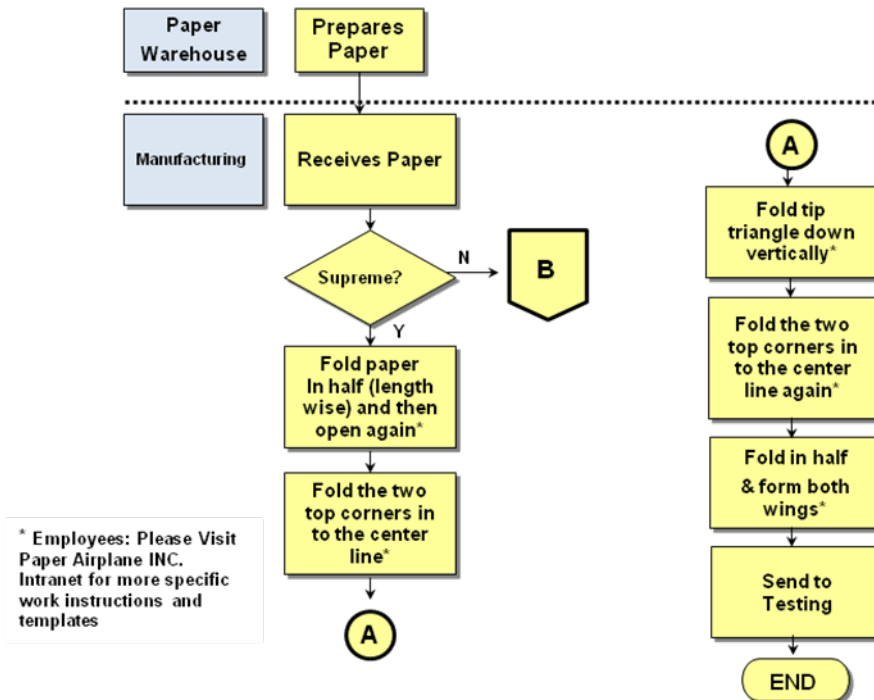 Paper
Warehouse
Prepares
Paper
Manufacturing
Receives Paper
Supreme?
N
B
Y
Fold paper
In half (length
wise) and then
open again*
Fold the two
top corners in
to the center
line*
A
* Employees: Please Visit
Paper Airplane INC.
Intranet for more specific
work instructions and
templates
A
Fold tip
triangle down
vertically*
Fold the two
top corners in
to the center
line again*
Fold in half
& form both
wings*
Send to
Testing
END